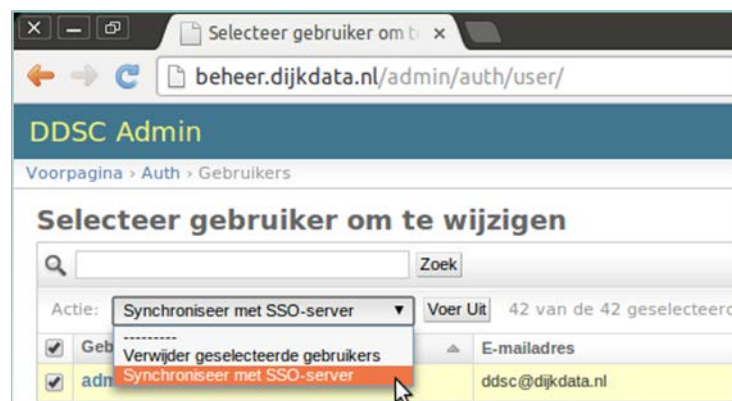 Selecteer gebruiker om t
beheer.dijkdata.nl/admin/auth/user/
DDSC Admin
Voorpagina › Auth › Gebruikers
Selecteer gebruiker om te wijzigen
Zoek
Actie: Synchroniseer met SSO-server Voer Uit 42 van de 42 geselecteerd
---------
Verwijder geselecteerde gebruikers
Synchroniseer met SSO-server
Geb E-mailadres
adm ddsc@dijkdata.nl